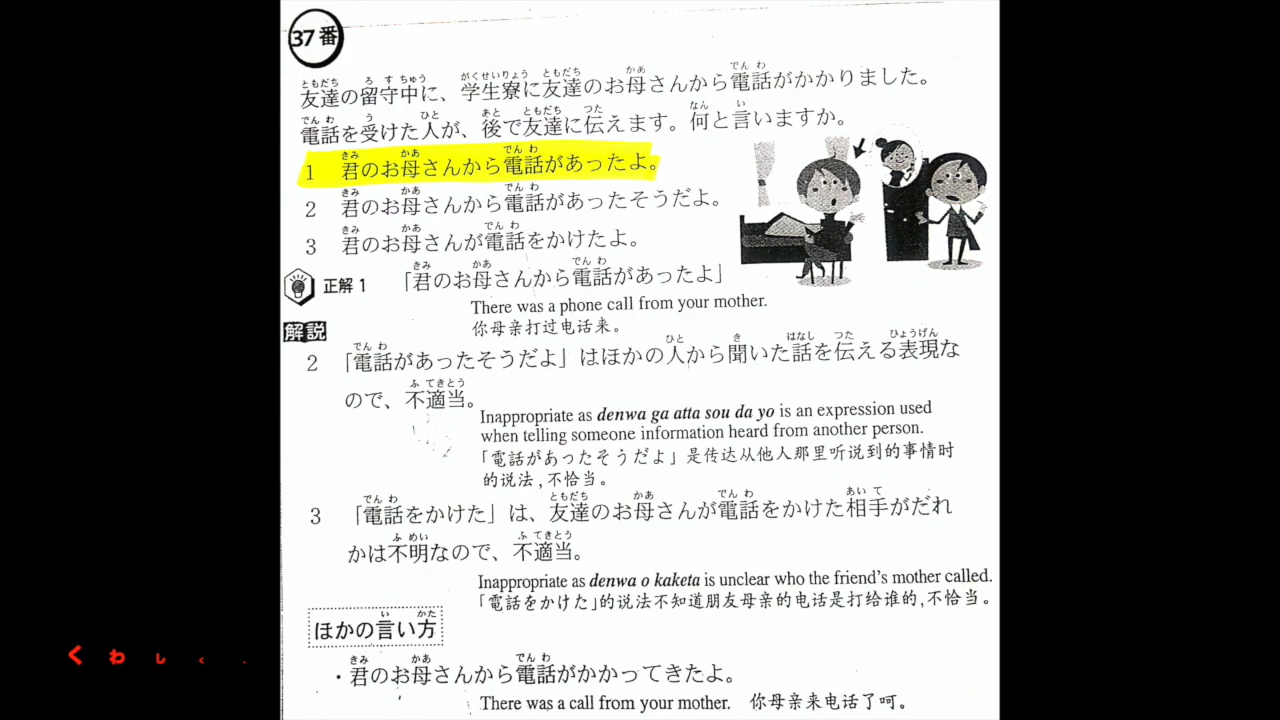 37番
友達の留守中に、学生寮に友達のお母さんから電話がかかりました。
電話を受けた人が、後で友達に伝えます。何と言いますか。
1 君のお母さんから電話があったよ。
2 君のお母さんから電話があったそうだよ。
3 君のお母さんが電話をかけたよ。
正解1 「君のお母さんから電話があったよ」
There was a phone call from your mother.
你母亲打过电话来。
解説
2 「電話があったそうだよ」はほかの人から聞いた話を伝える表現な
ので、不適当。
Inappropriate as denwa ga atta sou da yo is an expression used
when telling someone information heard from another person.
「電話があったそうだよ」是传达从他人那里听说到的事情时
的说法,不恰当。
3 「電話をかけた」は、友達のお母さんが電話をかけた相手がだれ
かは不明なので、不適当。
Inappropriate as denwa o kaketa is unclear who the friend's mother called.
「電話をかけた」的说法不知道朋友母亲的电话是打给谁的,不恰当。
ほかの言い方
・君のお母さんから電話がかかってきたよ。
There was a call from your mother. 你母亲来电话了呵。
くわしく